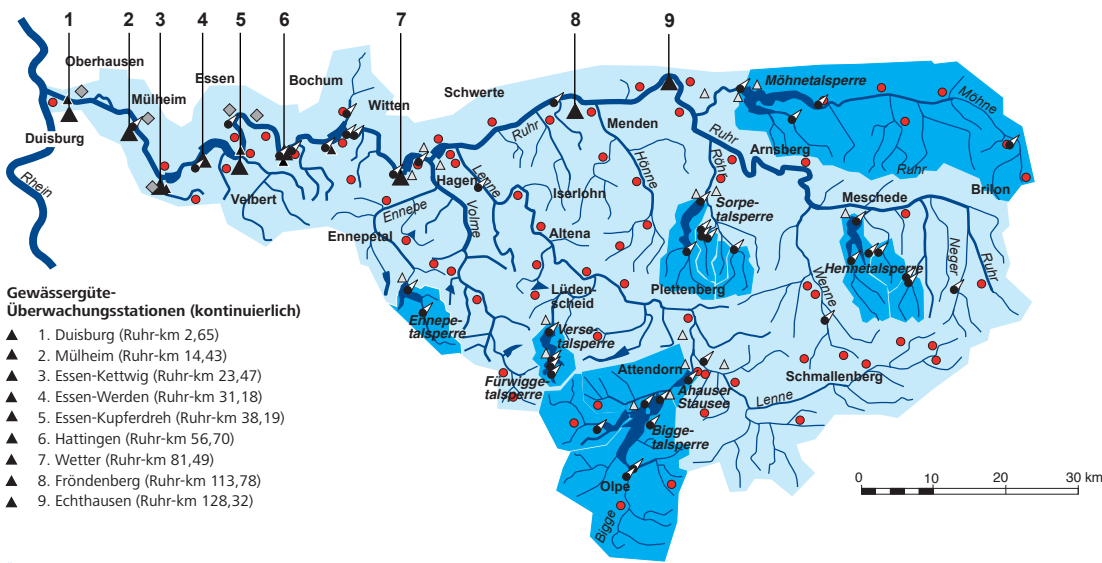 1 2 3 4 5 6 7 8 9
Oberhausen
Essen
Bochum
Mülheim
Witten
Schwerte
Möhnetalsperre
Möhne
Duisburg
Ruhr
Menden
Ruhr
Arnsberg
Röhr
Ruhr
Rhein
Velbert
Hagen
Lenne
Iserlohn
Hönne
Brilon
Ennepe
Volme
Meschede
Sorpe-
talsperre
Ennepetal
Altena
Neger
Ruhr
Hennetalsperre
Wenne
Plettenberg
Lüden-
scheid
Gewässergüte-
Überwachungsstationen (kontinuierlich)
1. Duisburg (Ruhr-km 2,65)
2. Mülheim (Ruhr-km 14,43)
3. Essen-Kettwig (Ruhr-km 23,47)
4. Essen-Werden (Ruhr-km 31,18)
5. Essen-Kupferdreh (Ruhr-km 38,19)
6. Hattingen (Ruhr-km 56,70)
7. Wetter (Ruhr-km 81,49)
8. Fröndenberg (Ruhr-km 113,78)
9. Echthausen (Ruhr-km 128,32)
Ennepe-
talsperre
Verse-
talsperre
Fürwigge-
talsperre
Attendorn
Ahauser
Stausee
Schmallenberg
Lenne
Bigge-
talsperre
Olpe
Bigge
0 10 20 30 km